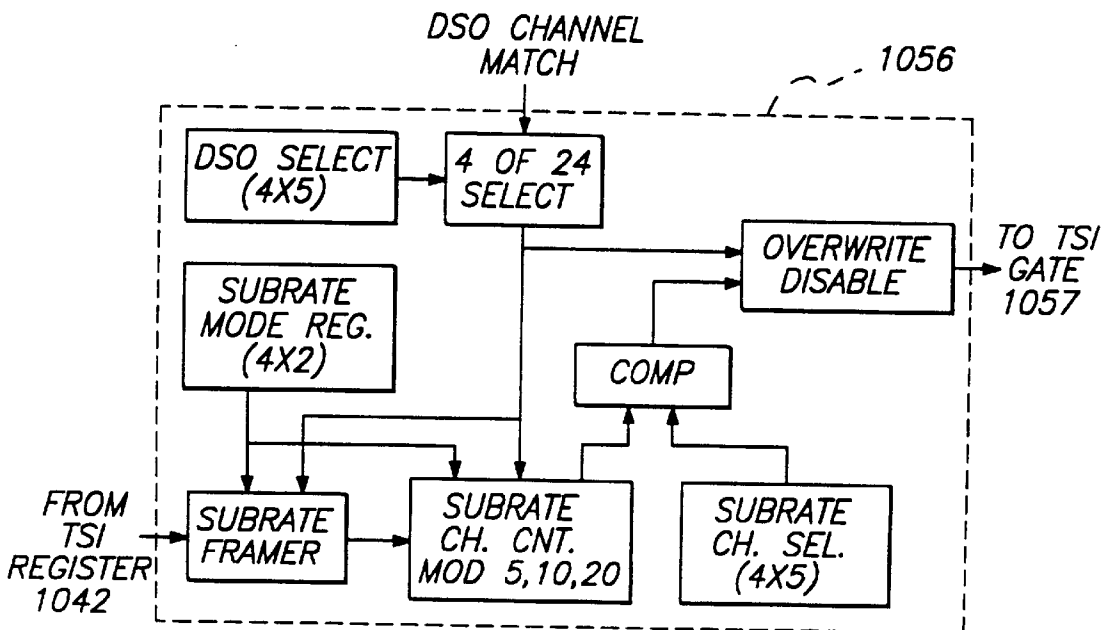 DSO CHANNEL
MATCH
1056
DSO SELECT
(4X5)
4 OF 24
SELECT
OVERWRITE
DISABLE
TO TSI
GATE
1057
SUBRATE
MODE REG.
(4X2)
COMP
FROM
TSI
REGISTER
1042
SUBRATE
FRAMER
SUBRATE
CH. CNT.
MOD 5,10,20
SUBRATE
CH. SEL.
(4X5)